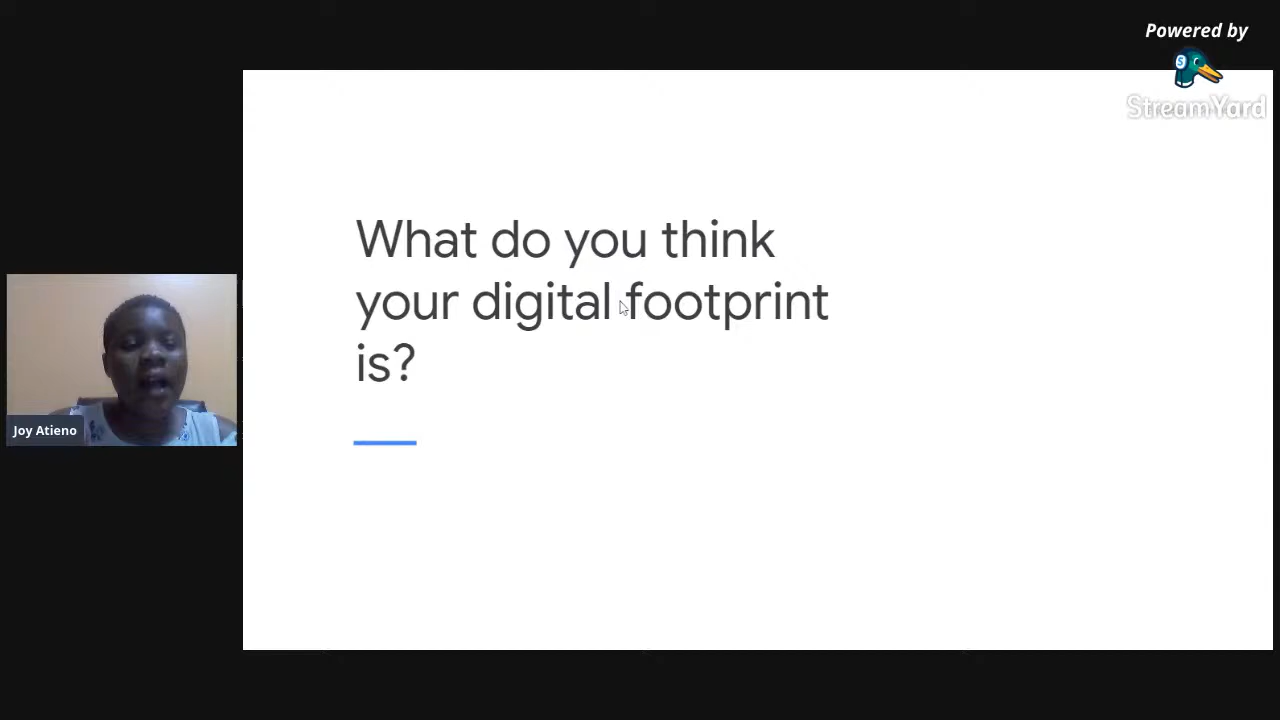 Powered by
StreamYard
What do you think
your digital footprint
is?
Joy Atieno